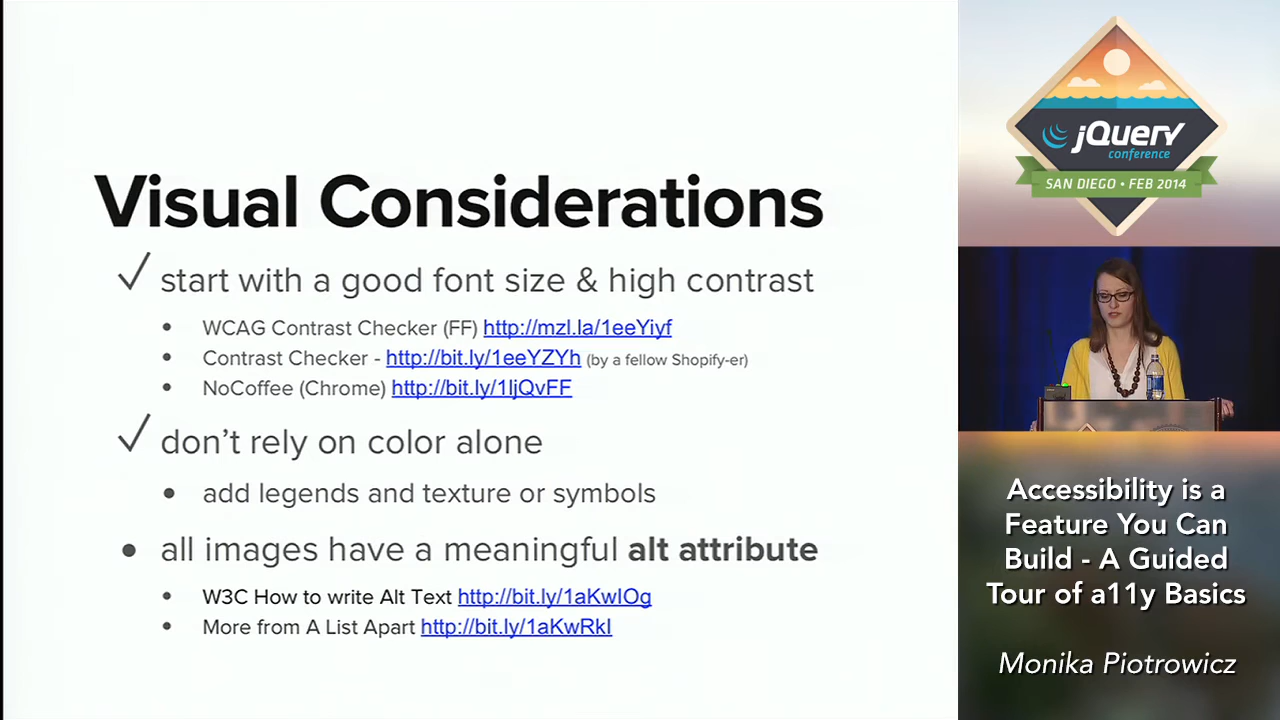 Visual Considerations
start with a good font size & high contrast
WCAG Contrast Checker (FF) http://mzl.la/1eeYiyf
Contrast Checker - http://bit.ly/1eeYZYh (by a fellow Shopify-er)
NoCoffee (Chrome) http://bit.ly/1ljQvFF
don't rely on color alone
add legends and texture or symbols
all images have a meaningful alt attribute
W3C How to write Alt Text http://bit.ly/1aKwIOg
More from A List Apart http://bit.ly/1aKwRkI
jQuery
conference
SAN DIEGO • FEB 2014
Accessibility is a
Feature You Can
Build - A Guided
Tour of a11y Basics
Monika Piotrowicz